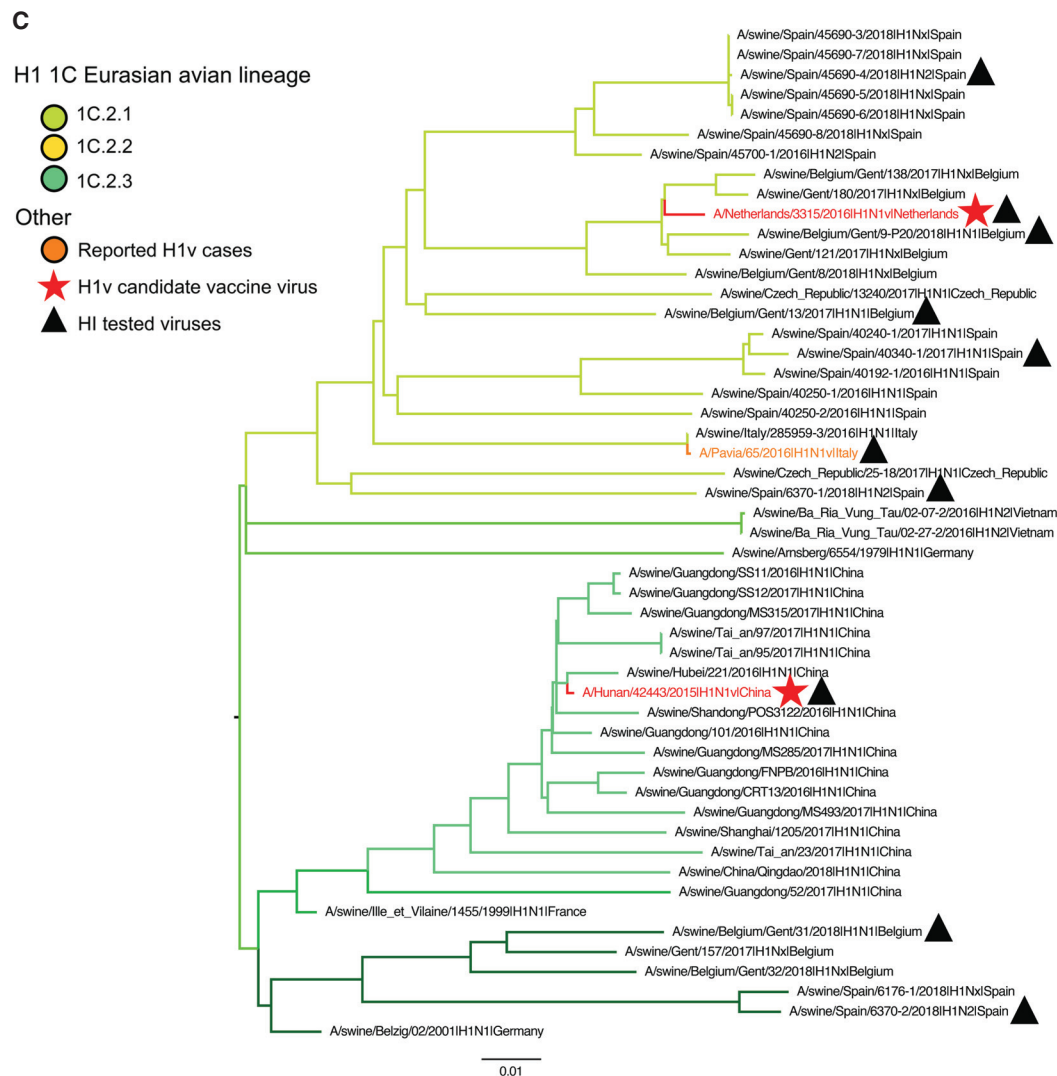 C
H1 1C Eurasian avian lineage
1C.2.1
1C.2.2
1C.2.3
Other
Reported H1v cases
H1v candidate vaccine virus
HI tested viruses
A/swine/Spain/45690-3/2018|H1Nx|Spain
A/swine/Spain/45690-7/2018|H1Nx|Spain
A/swine/Spain/45690-4/2018|H1N2|Spain
A/swine/Spain/45690-5/2018|H1Nx|Spain
A/swine/Spain/45690-6/2018|H1Nx|Spain
A/swine/Spain/45690-8/2018|H1Nx|Spain
A/swine/Spain/45700-1/2016|H1N2|Spain
A/swine/Belgium/Gent/138/2017|H1Nx|Belgium
A/swine/Gent/180/2017|H1Nx|Belgium
A/Netherlands/3315/2016|H1N1v|Netherlands
A/swine/Belgium/Gent/9-P20/2018|H1N1|Belgium
A/swine/Gent/121/2017|H1Nx|Belgium
A/swine/Belgium/Gent/8/2018|H1Nx|Belgium
A/swine/Czech_Republic/13240/2017|H1N1|Czech_Republic
A/swine/Belgium/Gent/13/2017|H1N1|Belgium
A/swine/Spain/40240-1/2017|H1N1|Spain
A/swine/Spain/40340-1/2017|H1N1|Spain
A/swine/Spain/40192-1/2016|H1N1|Spain
A/swine/Spain/40250-1/2016|H1N1|Spain
A/swine/Spain/40250-2/2016|H1N1|Spain
A/swine/Italy/285959-3/2016|H1N1|Italy
A/Pavia/65/2016|H1N1v|Italy
A/swine/Czech_Republic/25-18/2017|H1N1|Czech_Republic
A/swine/Spain/6370-1/2018|H1N2|Spain
A/swine/Ba_Ria_Vung_Tau/02-07-2/2016|H1N2|Vietnam
A/swine/Ba_Ria_Vung_Tau/02-27-2/2016|H1N2|Vietnam
A/swine/Arnsberg/6554/1979|H1N1|Germany
A/swine/Guangdong/SS11/2016|H1N1|China
A/swine/Guangdong/SS12/2017|H1N1|China
A/swine/Guangdong/MS315/2017|H1N1|China
A/swine/Tai_an/97/2017|H1N1|China
A/swine/Tai_an/95/2017|H1N1|China
A/swine/Hubei/221/2016|H1N1|China
A/Hunan/42443/2015|H1N1v|China
A/swine/Shandong/POS3122/2016|H1N1|China
A/swine/Guangdong/101/2016|H1N1|China
A/swine/Guangdong/MS285/2017|H1N1|China
A/swine/Guangdong/FNPB/2016|H1N1|China
A/swine/Guangdong/CRT13/2016|H1N1|China
A/swine/Guangdong/MS493/2017|H1N1|China
A/swine/Shanghai/1205/2017|H1N1|China
A/swine/Tai_an/23/2017|H1N1|China
A/swine/China/Qingdao/2018|H1N1|China
A/swine/Guangdong/52/2017|H1N1|China
A/swine/Ille_et_Vilaine/1455/1999|H1N1|France
A/swine/Belgium/Gent/31/2018|H1N1|Belgium
A/swine/Gent/157/2017|H1Nx|Belgium
A/swine/Belgium/Gent/32/2018|H1Nx|Belgium
A/swine/Spain/6176-1/2018|H1Nx|Spain
A/swine/Spain/6370-2/2018|H1N2|Spain
A/swine/Belzig/02/2001|H1N1|Germany
0.01